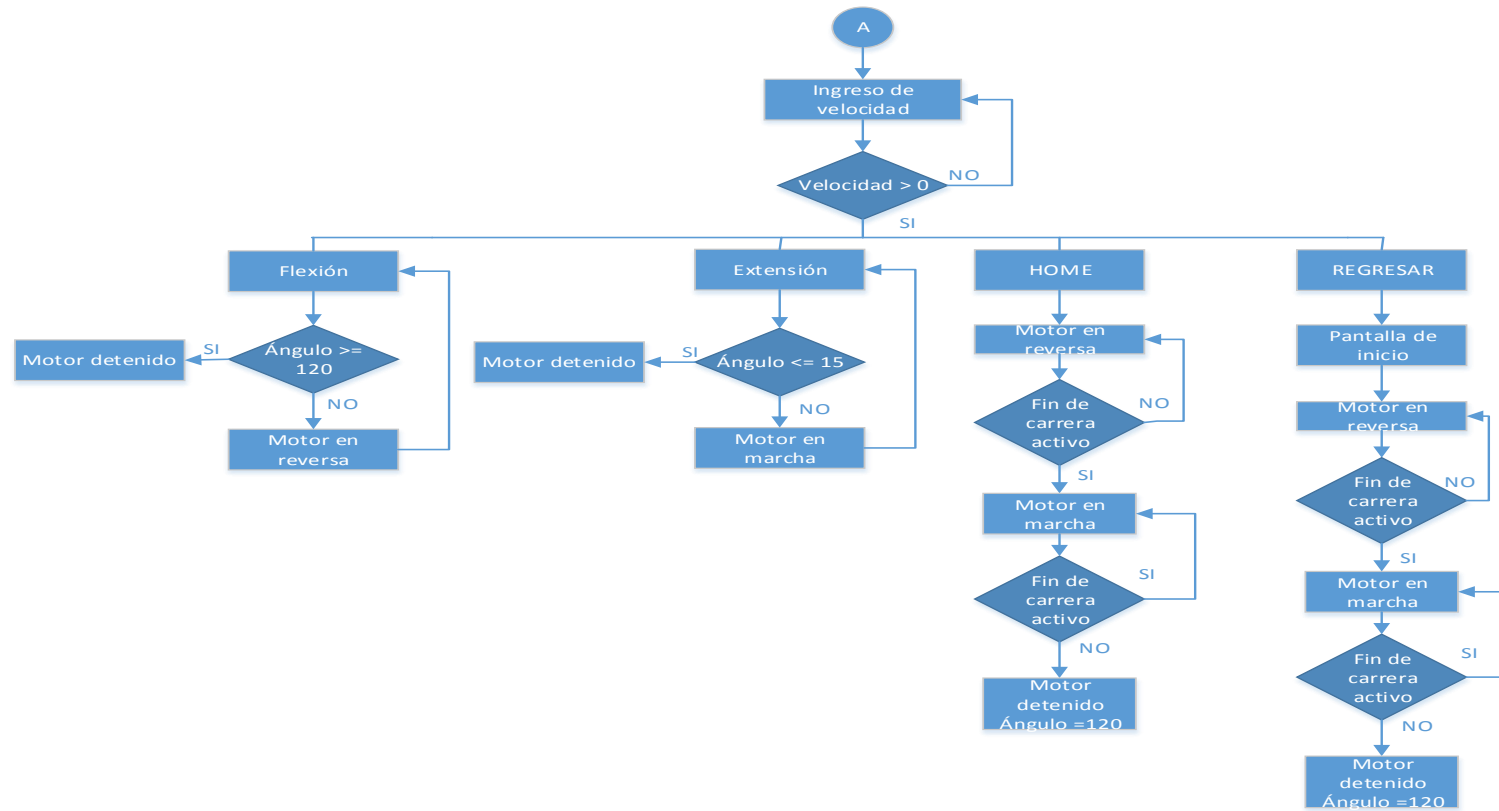 A
Ingreso de
velocidad
Velocidad > 0
NO
SI
Flexión
Extensión
HOME
REGRESAR
Motor detenido
SI
Ángulo >=
120
NO
Motor en
reversa
Motor detenido
SI
Ángulo <= 15
NO
Motor en
marcha
Motor en
reversa
Fin de
carrera
activo
NO
SI
Motor en
marcha
Fin de
carrera
activo
SI
NO
Motor
detenido
Ángulo =120
Pantalla de
inicio
Motor en
reversa
Fin de
carrera
activo
NO
SI
Motor en
marcha
Fin de
carrera
activo
SI
NO
Motor
detenido
Ángulo =120